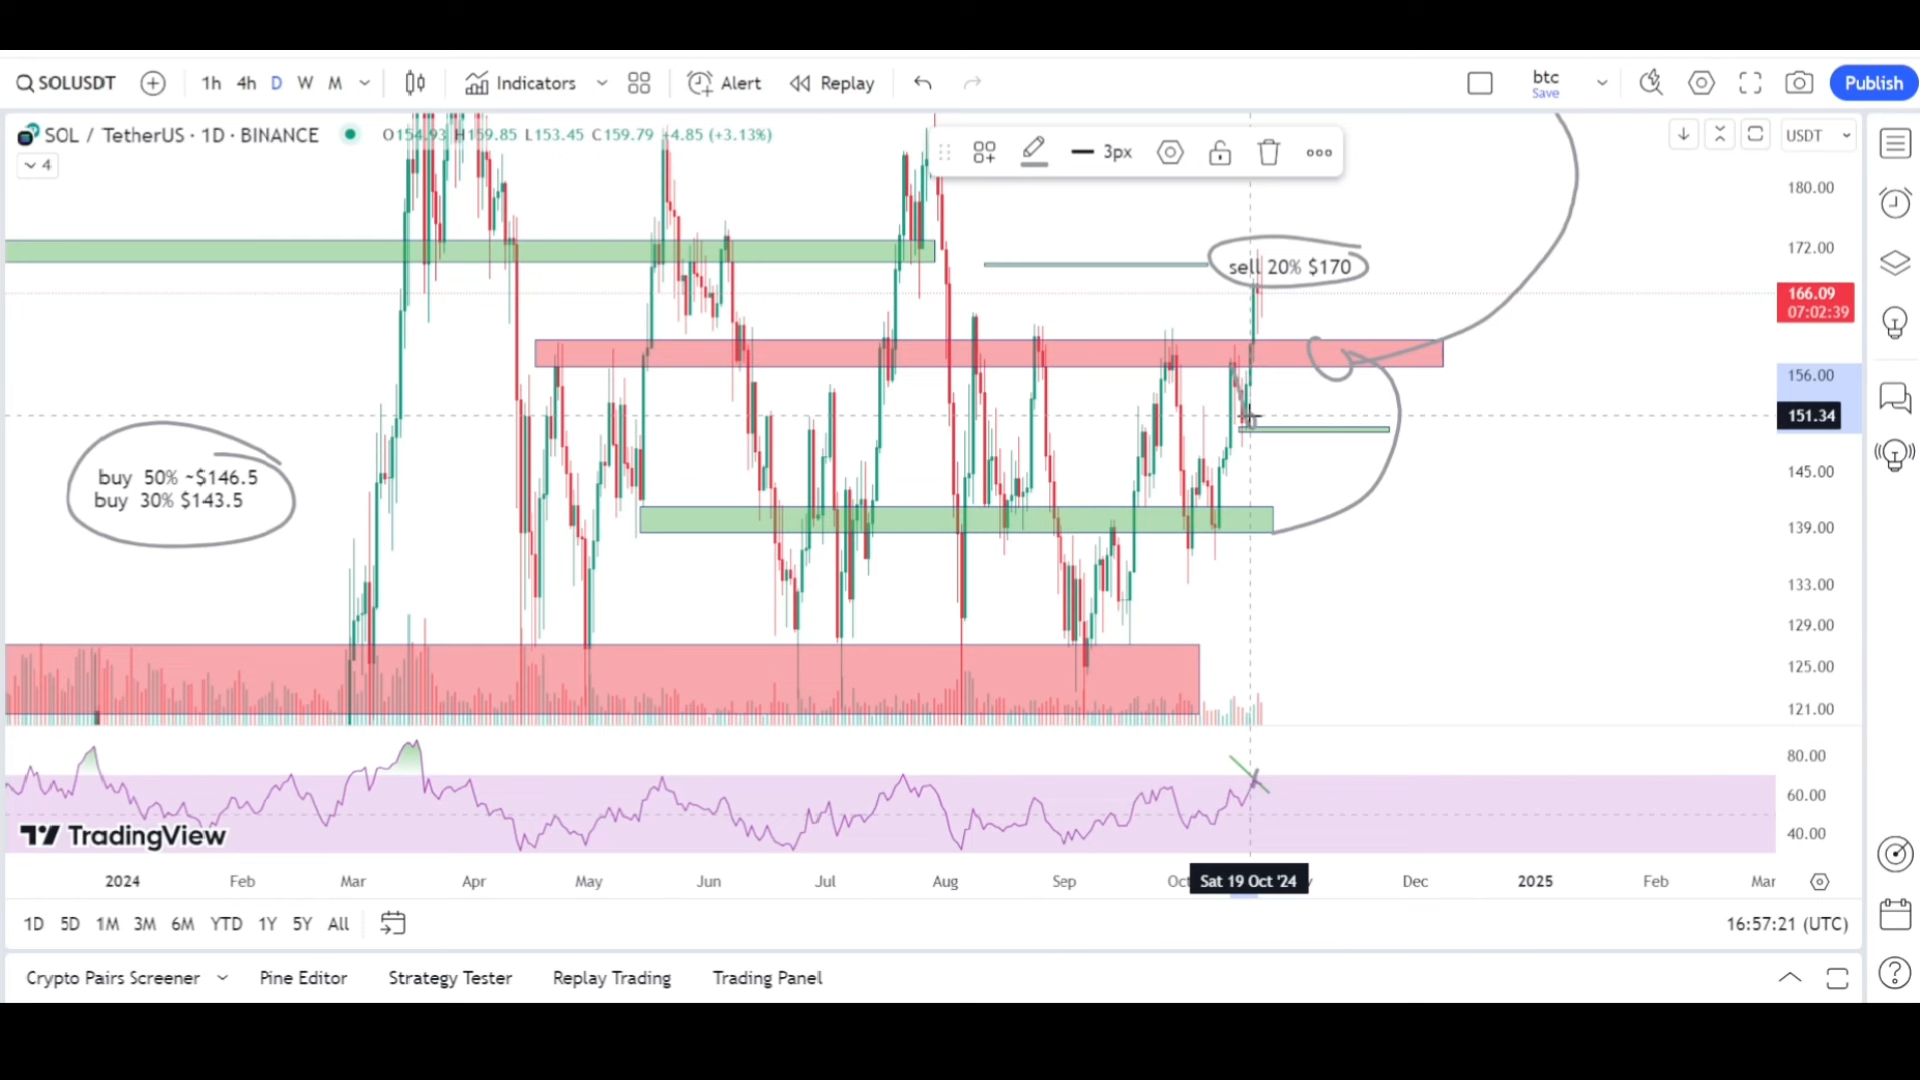 SOLUSDT 1h 4h D W M Indicators Alert Replay btc Save Publish
SOL / TetherUS · 1D · BINANCE O154.93 H159.85 L153.45 C159.79 +4.85 (+3.13%)
4
3px
USDT
180.00
172.00
sell 20% $170
166.09
07:02:39
156.00
151.34
buy 50% ~$146.5
buy 30% $143.5
145.00
139.00
133.00
129.00
125.00
121.00
80.00
60.00
40.00
TradingView
2024 Feb Mar Apr May Jun Jul Aug Sep Oct Sat 19 Oct '24 Dec 2025 Feb Mar
1D 5D 1M 3M 6M YTD 1Y 5Y All 16:57:21 (UTC)
Crypto Pairs Screener Pine Editor Strategy Tester Replay Trading Trading Panel